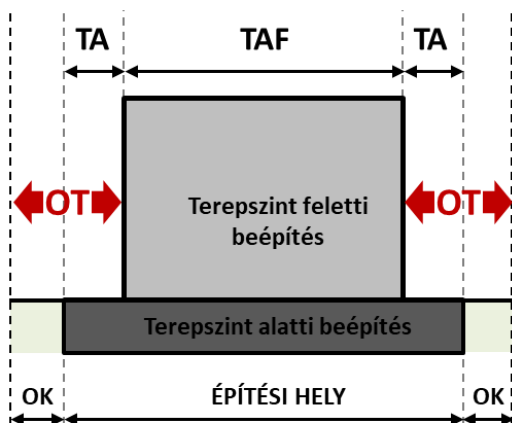 TA TAF TA
OT OT
Terepszint feletti
beépítés
Terepszint alatti beépítés
OK ÉPÍTÉSI HELY OK